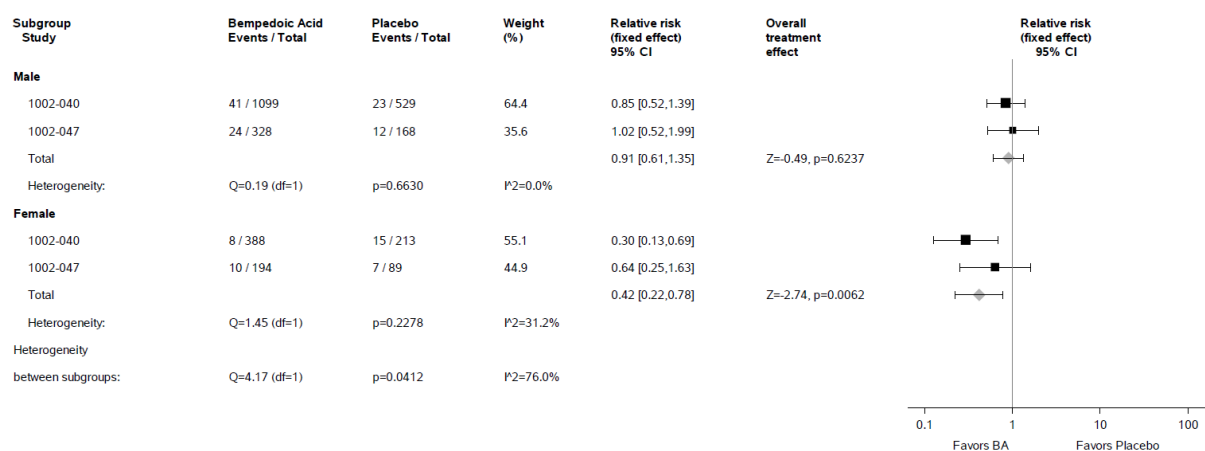 Subgroup Bempedoic Acid Placebo Weight Relative risk Overall Relative risk
Study Events / Total Events / Total (%) (fixed effect) treatment (fixed effect)
95% CI effect 95% CI
Male
1002-040 41 / 1099 23 / 529 64.4 0.85 [0.52,1.39]
1002-047 24 / 328 12 / 168 35.6 1.02 [0.52,1.99]
Total 0.91 [0.61,1.35] Z=-0.49, p=0.6237
Heterogeneity: Q=0.19 (df=1) p=0.6630 I^2=0.0%
Female
1002-040 8 / 388 15 / 213 55.1 0.30 [0.13,0.69]
1002-047 10 / 194 7 / 89 44.9 0.64 [0.25,1.63]
Total 0.42 [0.22,0.78] Z=-2.74, p=0.0062
Heterogeneity: Q=1.45 (df=1) p=0.2278 I^2=31.2%
Heterogeneity
between subgroups: Q=4.17 (df=1) p=0.0412 I^2=76.0%
0.1 1 10 100
Favors BA Favors Placebo